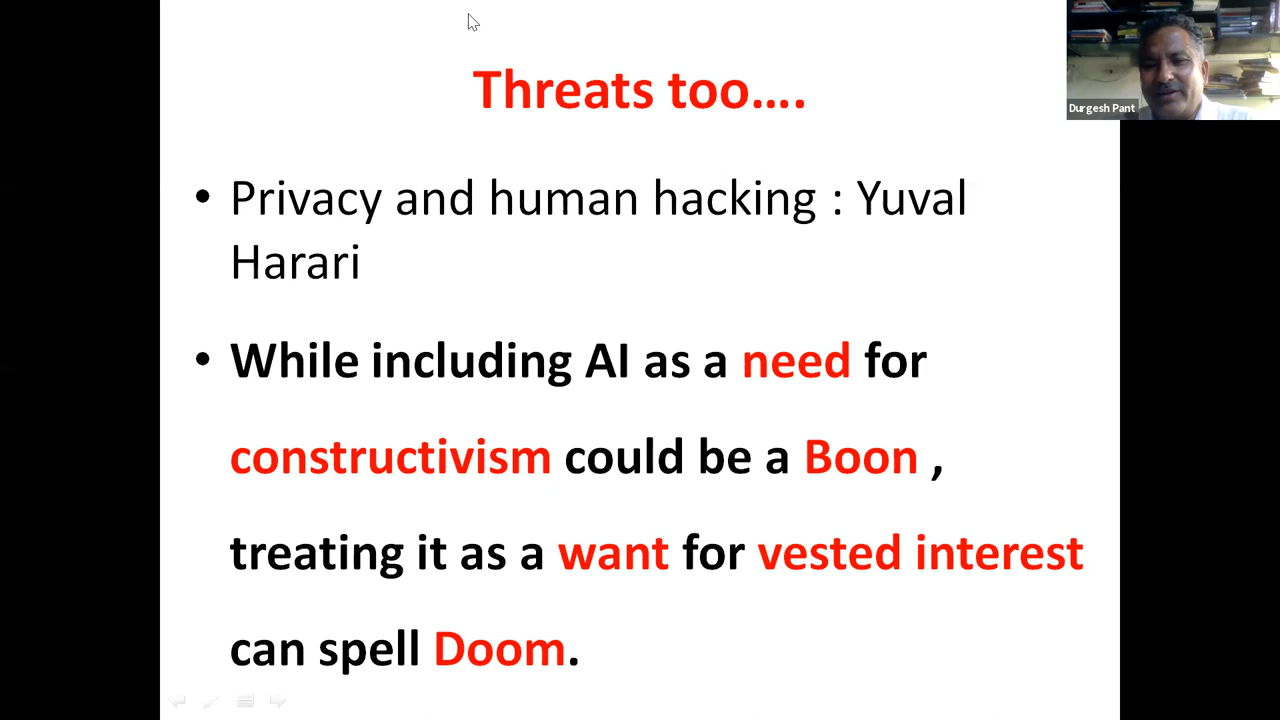 Threats too....
Durgesh Pant
• Privacy and human hacking : Yuval
Harari
• While including AI as a need for
constructivism could be a Boon ,
treating it as a want for vested interest
can spell Doom.